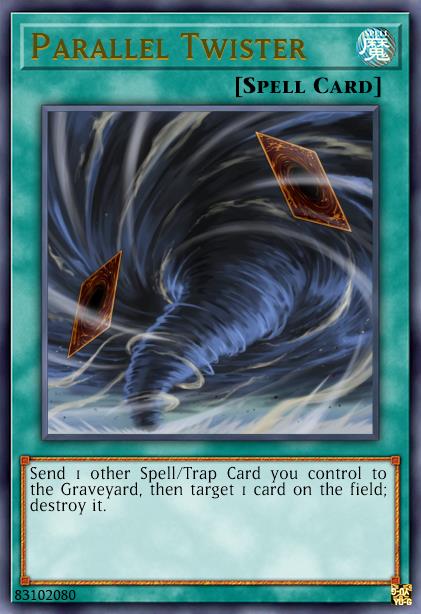 Parallel Twister
SPELL
魔
[Spell Card]
Send 1 other Spell/Trap Card you control to
the Graveyard, then target 1 card on the field;
destroy it.
83102080